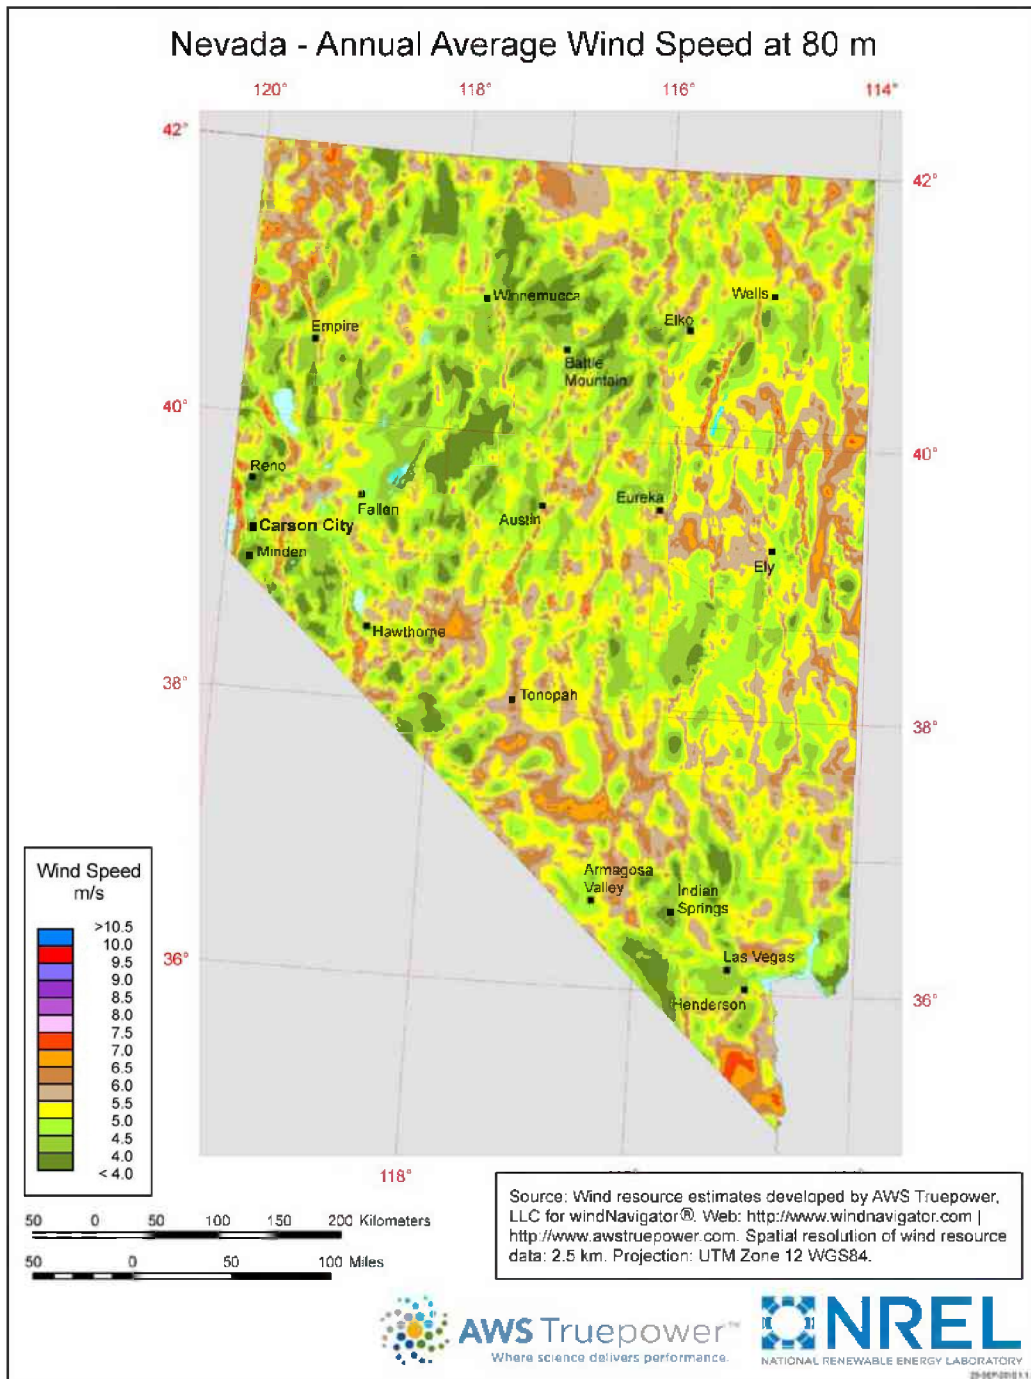 Nevada - Annual Average Wind Speed at 80 m
120°
118°
116°
114°
42°
42°
Winnemucca
Wells
Empire
Elko
Battle
Mountain
40°
40°
Reno
Fallon
Austin
Eureka
Carson City
Minden
Ely
Hawthorne
38°
Tonopah
38°
Armagosa
Valley
Indian
Springs
36°
Las Vegas
36°
Henderson
118°
Wind Speed
m/s
>10.5
10.0
9.5
9.0
8.5
8.0
7.5
7.0
6.5
6.0
5.5
5.0
4.5
4.0
< 4.0
50 0 50 100 150 200 Kilometers
50 0 50 100 Miles
Source: Wind resource estimates developed by AWS Truepower,
LLC for windNavigator®. Web: http://www.windnavigator.com |
http://www.awstruepower.com. Spatial resolution of wind resource
data: 2.5 km. Projection: UTM Zone 12 WGS84.
AWS Truepower™
Where science delivers performance.
NREL
NATIONAL RENEWABLE ENERGY LABORATORY